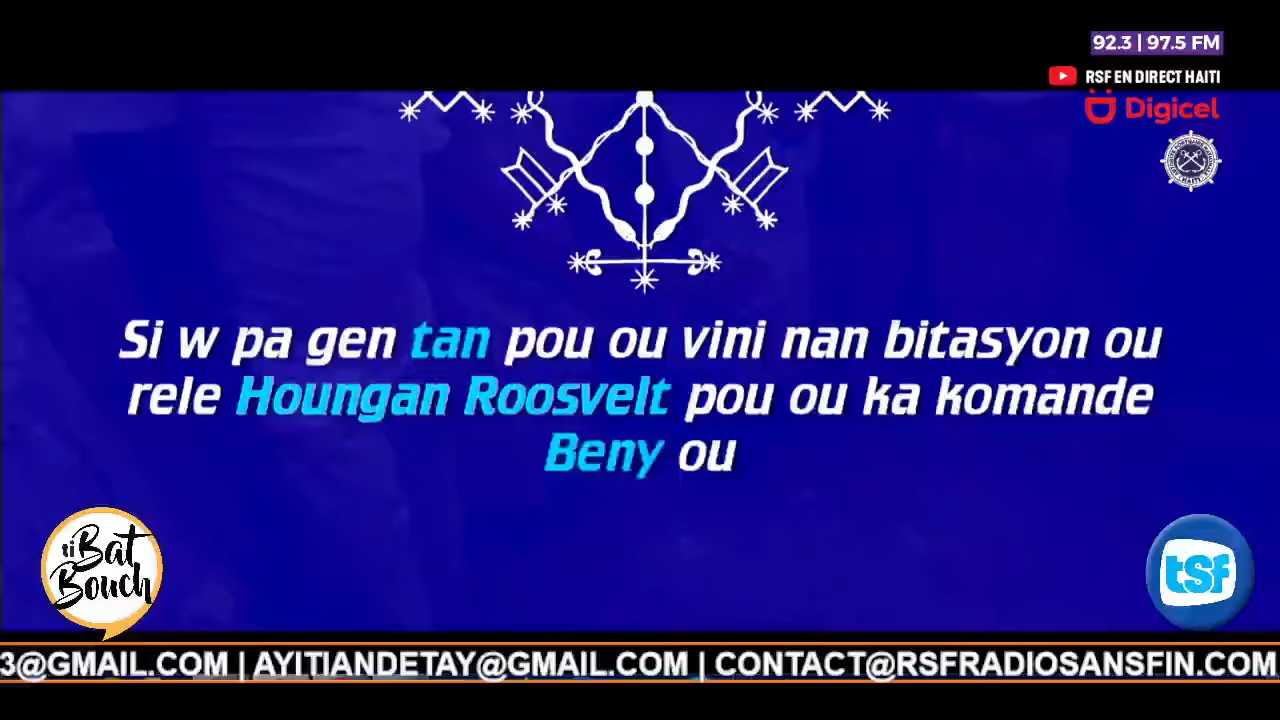 92.3 | 97.5 FM
RSF EN DIRECT HAITI
Digicel
Si w pa gen tan pou ou vini nan bitasyon ou
rele Houngan Roosvelt pou ou ka komande
Beny ou
ti Bat
Bouch
tsf
3@GMAIL.COM | AYITIANDETAY@GMAIL.COM | CONTACT@RSFRADIOSANSFIN.COM